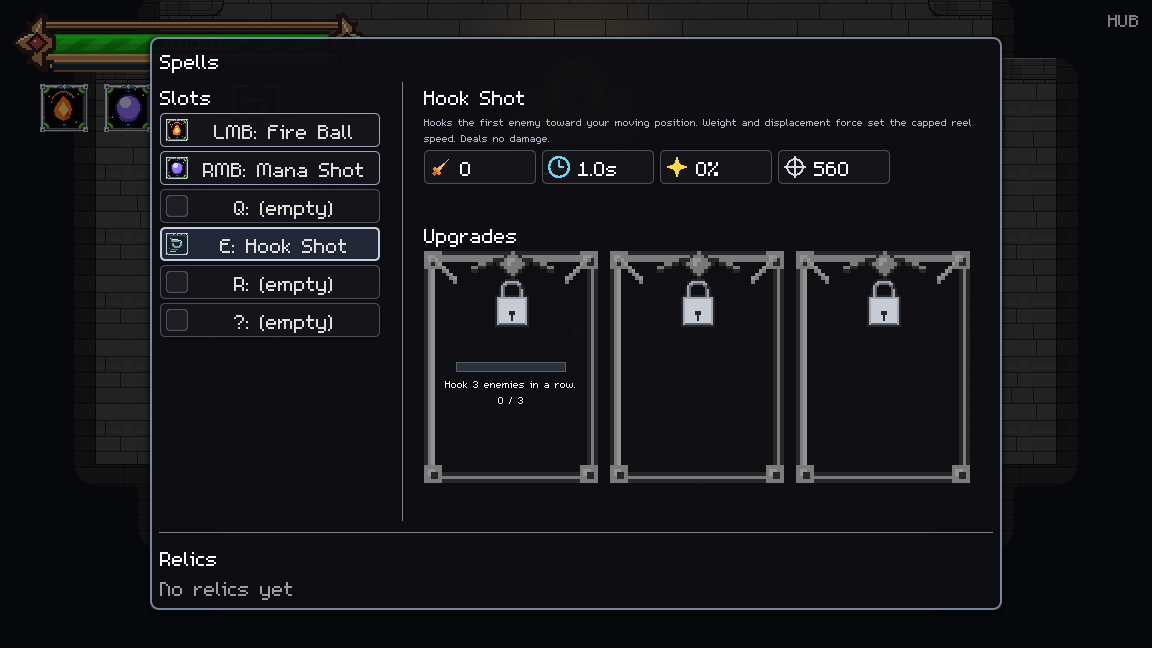 HUB
Spells
Slots
LMB: Fire Ball
RMB: Mana Shot
Q: (empty)
E: Hook Shot
R: (empty)
?: (empty)
Hook Shot
Hooks the first enemy toward your moving position. Weight and displacement force set the capped reel
speed. Deals no damage.
0
1.0s
0%
560
Upgrades
Hook 3 enemies in a row.
0 / 3
Relics
No relics yet